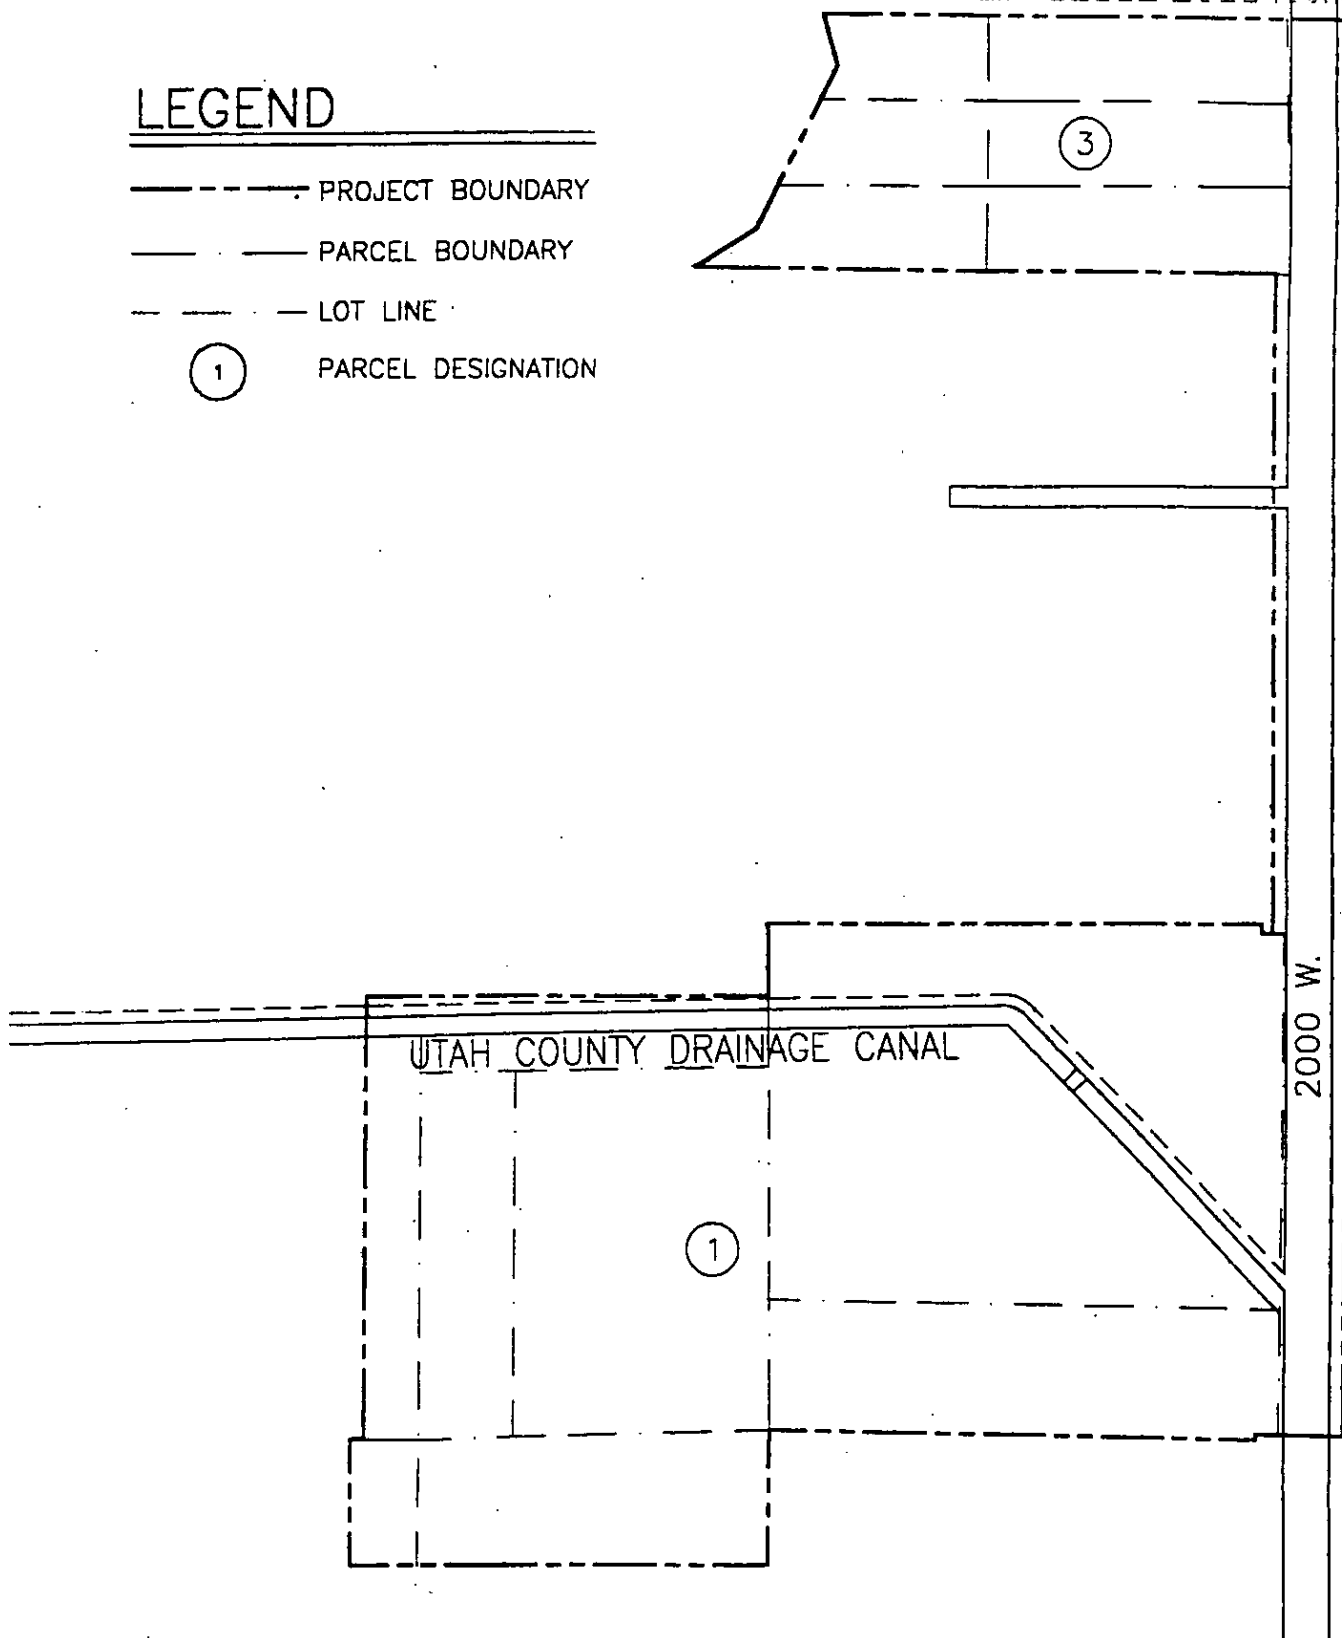 LEGEND
PROJECT BOUNDARY
PARCEL BOUNDARY
LOT LINE
1 PARCEL DESIGNATION
3
2000 W.
UTAH COUNTY DRAINAGE CANAL
1